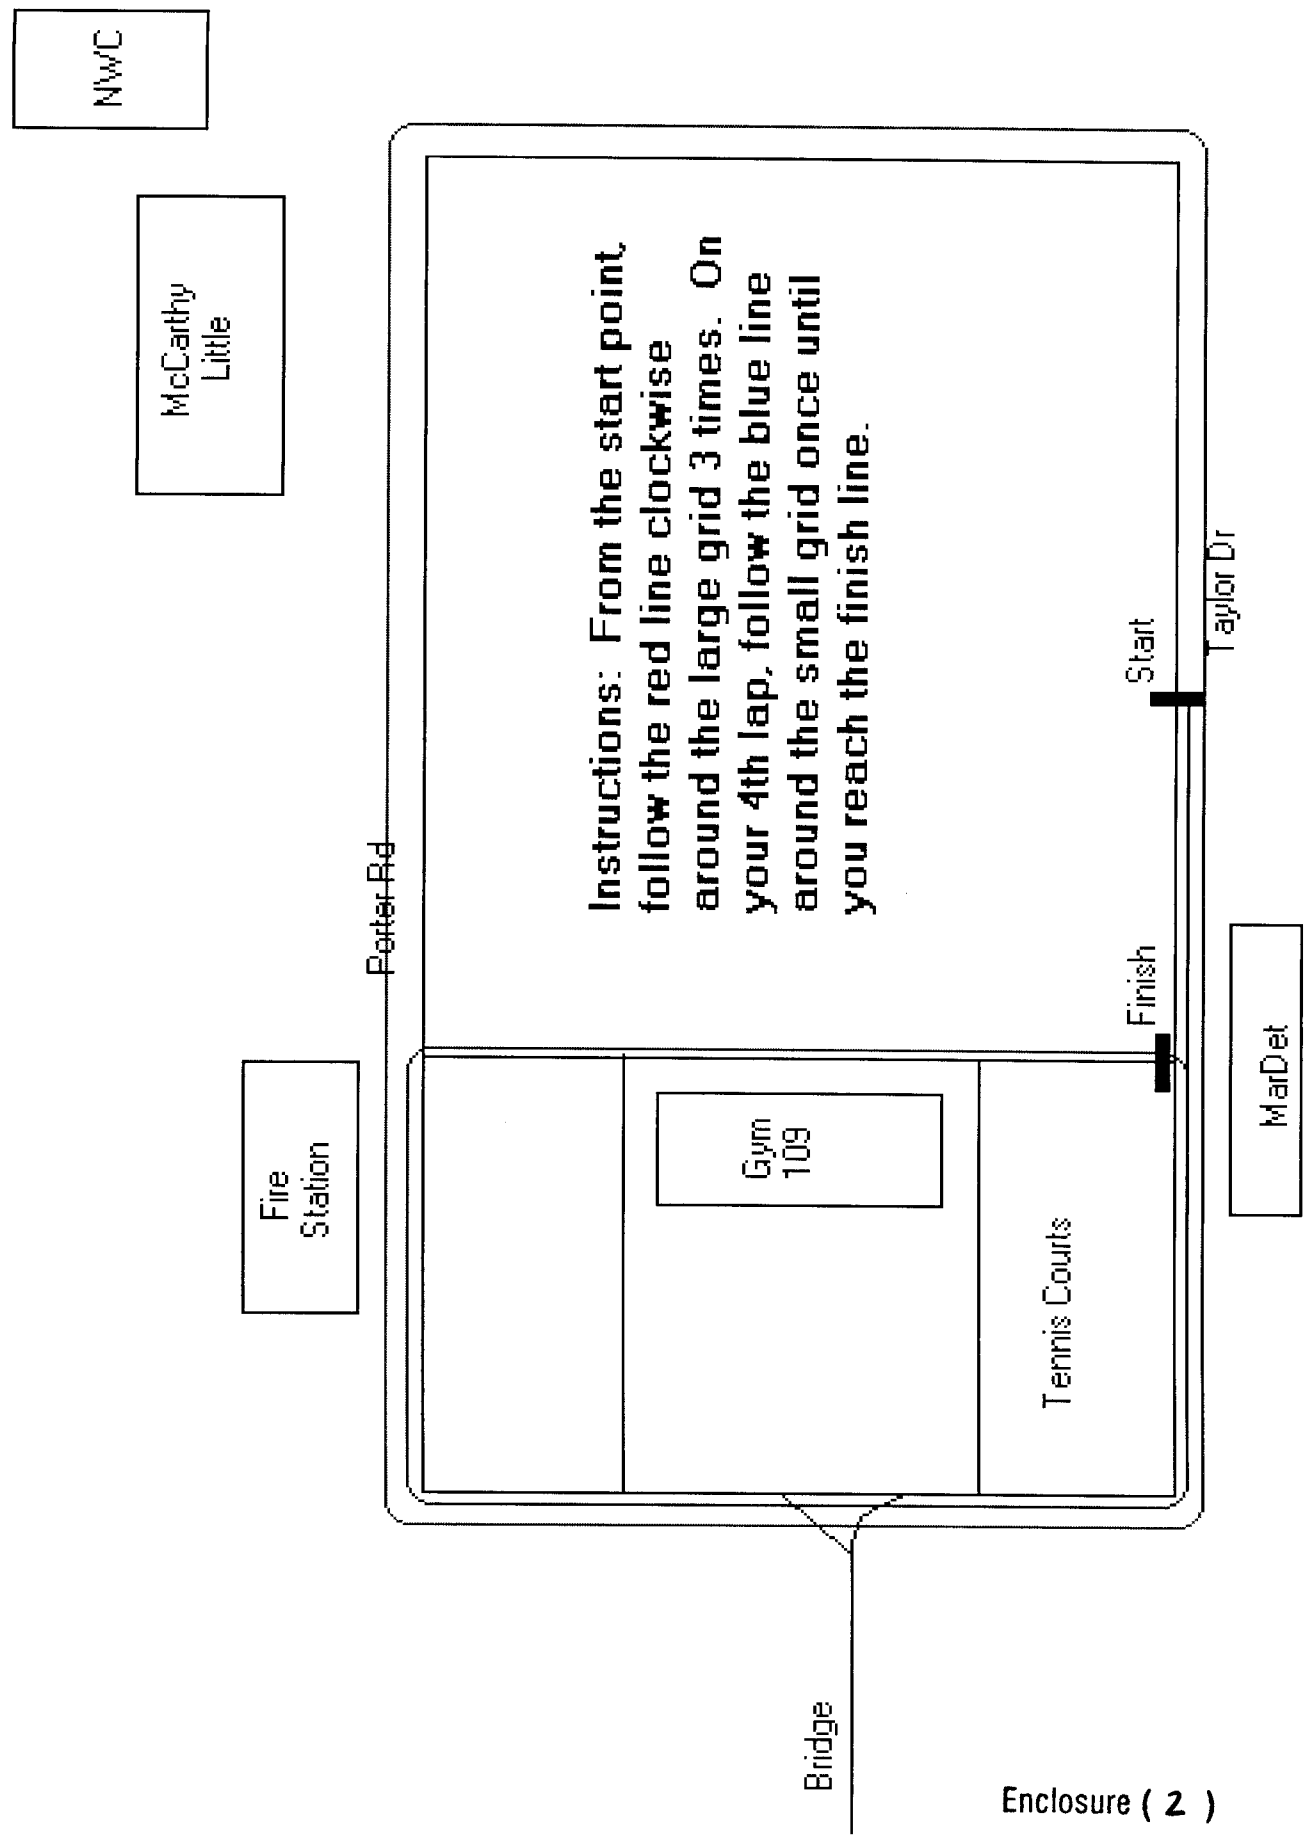 NWC
McCarthy
Little
Porter Rd
Fire
Station
Instructions: From the start point,
follow the red line clockwise
around the large grid 3 times. On
your 4th lap, follow the blue line
around the small grid once until
you reach the finish line.
Gym
109
Tennis Courts
Finish
Start
Taylor Dr
MarDet
Bridge
Enclosure ( 2 )